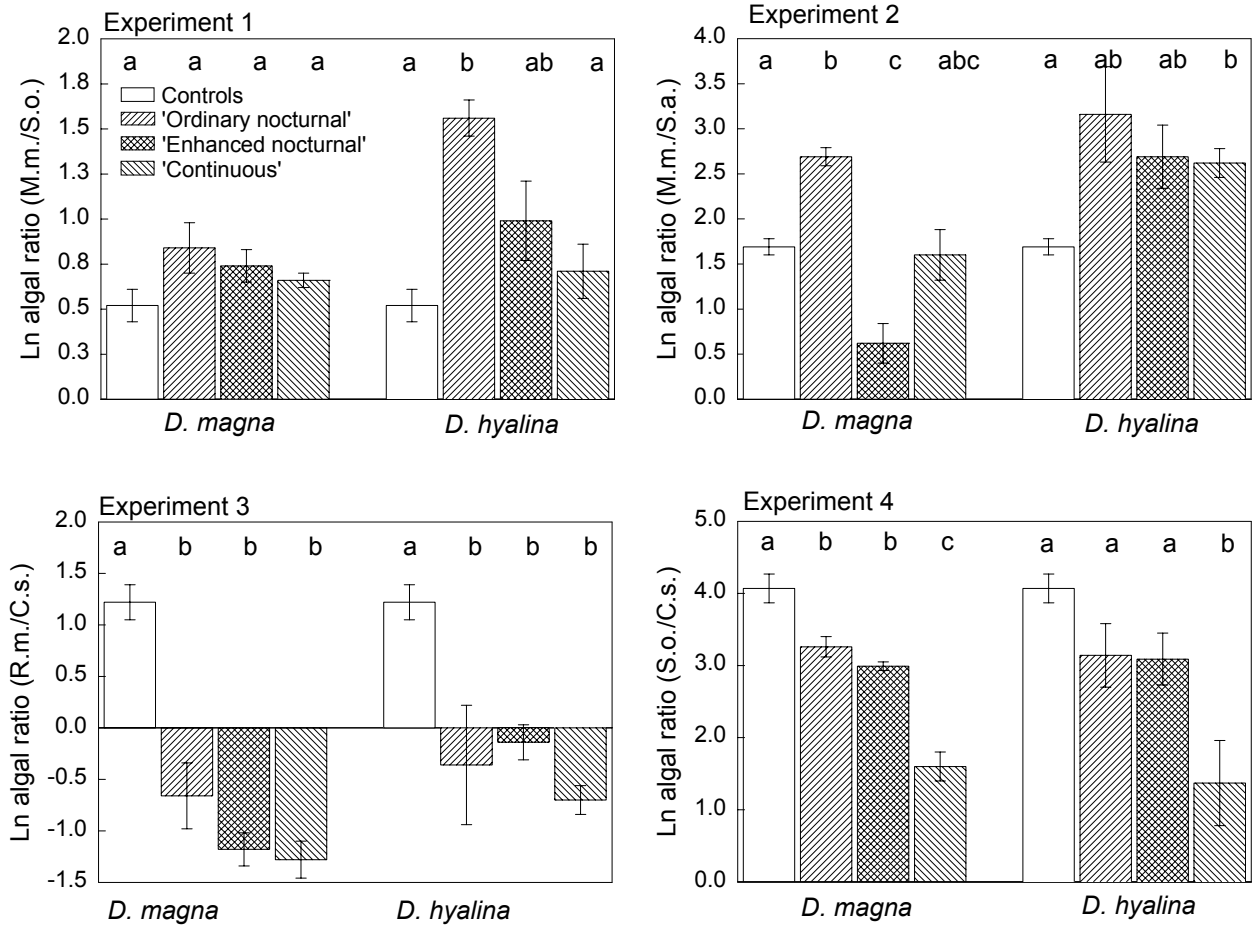 Experiment 1
Ln algal ratio (M.m./S.o.)
2.0
1.8
1.5
1.3
1.0
0.8
0.5
0.3
0.0
a a a a a b ab a
Controls
'Ordinary nocturnal'
'Enhanced nocturnal'
'Continuous'
D. magna D. hyalina
Experiment 2
Ln algal ratio (M.m./S.a.)
4.0
3.5
3.0
2.5
2.0
1.5
1.0
0.5
0.0
a b c abc a ab ab b
D. magna D. hyalina
Experiment 3
Ln algal ratio (R.m./C.s.)
2.0
1.5
1.0
0.5
0.0
-0.5
-1.0
-1.5
a b b b a b b b
D. magna D. hyalina
Experiment 4
Ln algal ratio (S.o./C.s.)
5.0
4.0
3.0
2.0
1.0
0.0
a b b c a a a b
D. magna D. hyalina